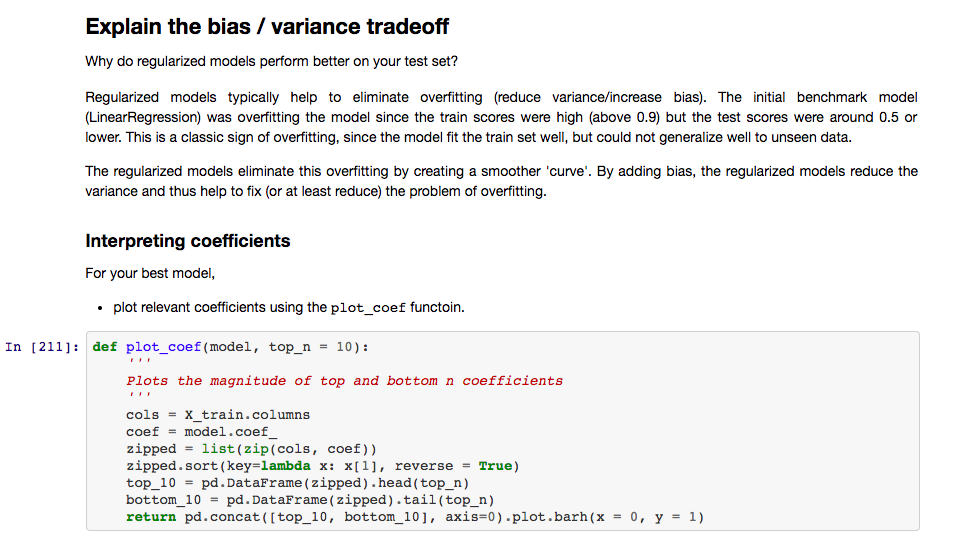 Explain the bias / variance tradeoff
Why do regularized models perform better on your test set?
Regularized models typically help to eliminate overfitting (reduce variance/increase bias). The initial benchmark model
(LinearRegression) was overfitting the model since the train scores were high (above 0.9) but the test scores were around 0.5 or
lower. This is a classic sign of overfitting, since the model fit the train set well, but could not generalize well to unseen data.
The regularized models eliminate this overfitting by creating a smoother 'curve'. By adding bias, the regularized models reduce the
variance and thus help to fix (or at least reduce) the problem of overfitting.
Interpreting coefficients
For your best model,
• plot relevant coefficients using the plot_coef functoin.
In [211]: def plot_coef(model, top_n = 10):
    '''
    Plots the magnitude of top and bottom n coefficients
    '''
    cols = X_train.columns
    coef = model.coef_
    zipped = list(zip(cols, coef))
    zipped.sort(key=lambda x: x[1], reverse = True)
    top_10 = pd.DataFrame(zipped).head(top_n)
    bottom_10 = pd.DataFrame(zipped).tail(top_n)
    return pd.concat([top_10, bottom_10], axis=0).plot.barh(x = 0, y = 1)